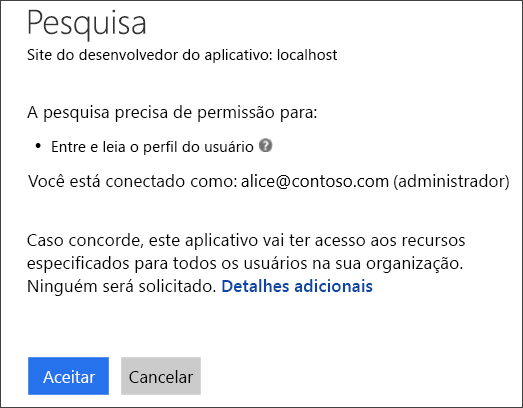 Pesquisa
Site do desenvolvedor do aplicativo: localhost
A pesquisa precisa de permissão para:
• Entre e leia o perfil do usuário ?
Você está conectado como: alice@contoso.com (administrador)
Caso concorde, este aplicativo vai ter acesso aos recursos
especificados para todos os usuários na sua organização.
Ninguém será solicitado. Detalhes adicionais
Aceitar
Cancelar